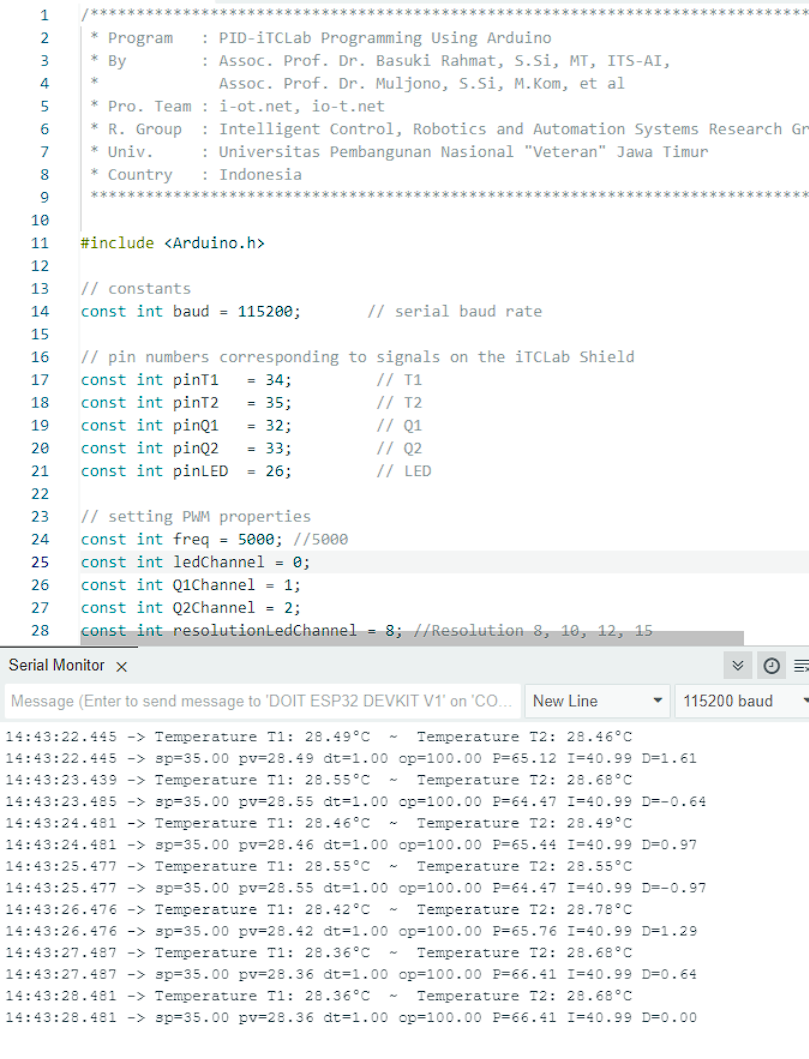 1 /******************************************************************************
2 * Program : PID-iTCLab Programming Using Arduino
3 * By : Assoc. Prof. Dr. Basuki Rahmat, S.Si, MT, ITS-AI,
4 * Assoc. Prof. Dr. Muljono, S.Si, M.Kom, et al
5 * Pro. Team : i-ot.net, io-t.net
6 * R. Group : Intelligent Control, Robotics and Automation Systems Research Gr
7 * Univ. : Universitas Pembangunan Nasional "Veteran" Jawa Timur
8 * Country : Indonesia
9 ******************************************************************************
10
11 #include <Arduino.h>
12
13 // constants
14 const int baud = 115200; // serial baud rate
15
16 // pin numbers corresponding to signals on the iTCLab Shield
17 const int pinT1 = 34; // T1
18 const int pinT2 = 35; // T2
19 const int pinQ1 = 32; // Q1
20 const int pinQ2 = 33; // Q2
21 const int pinLED = 26; // LED
22
23 // setting PWM properties
24 const int freq = 5000; //5000
25 const int ledChannel = 0;
26 const int Q1Channel = 1;
27 const int Q2Channel = 2;
28 const int resolutionLedChannel = 8; //Resolution 8, 10, 12, 15
Serial Monitor ×
Message (Enter to send message to 'DOIT ESP32 DEVKIT V1' on 'CO... New Line 115200 baud
14:43:22.445 -> Temperature T1: 28.49°C ~ Temperature T2: 28.46°C
14:43:22.445 -> sp=35.00 pv=28.49 dt=1.00 op=100.00 P=65.12 I=40.99 D=1.61
14:43:23.439 -> Temperature T1: 28.55°C ~ Temperature T2: 28.68°C
14:43:23.485 -> sp=35.00 pv=28.55 dt=1.00 op=100.00 P=64.47 I=40.99 D=-0.64
14:43:24.481 -> Temperature T1: 28.46°C ~ Temperature T2: 28.49°C
14:43:24.481 -> sp=35.00 pv=28.46 dt=1.00 op=100.00 P=65.44 I=40.99 D=0.97
14:43:25.477 -> Temperature T1: 28.55°C ~ Temperature T2: 28.55°C
14:43:25.477 -> sp=35.00 pv=28.55 dt=1.00 op=100.00 P=64.47 I=40.99 D=-0.97
14:43:26.476 -> Temperature T1: 28.42°C ~ Temperature T2: 28.78°C
14:43:26.476 -> sp=35.00 pv=28.42 dt=1.00 op=100.00 P=65.76 I=40.99 D=1.29
14:43:27.487 -> Temperature T1: 28.36°C ~ Temperature T2: 28.68°C
14:43:27.487 -> sp=35.00 pv=28.36 dt=1.00 op=100.00 P=66.41 I=40.99 D=0.64
14:43:28.481 -> Temperature T1: 28.36°C ~ Temperature T2: 28.68°C
14:43:28.481 -> sp=35.00 pv=28.36 dt=1.00 op=100.00 P=66.41 I=40.99 D=0.00